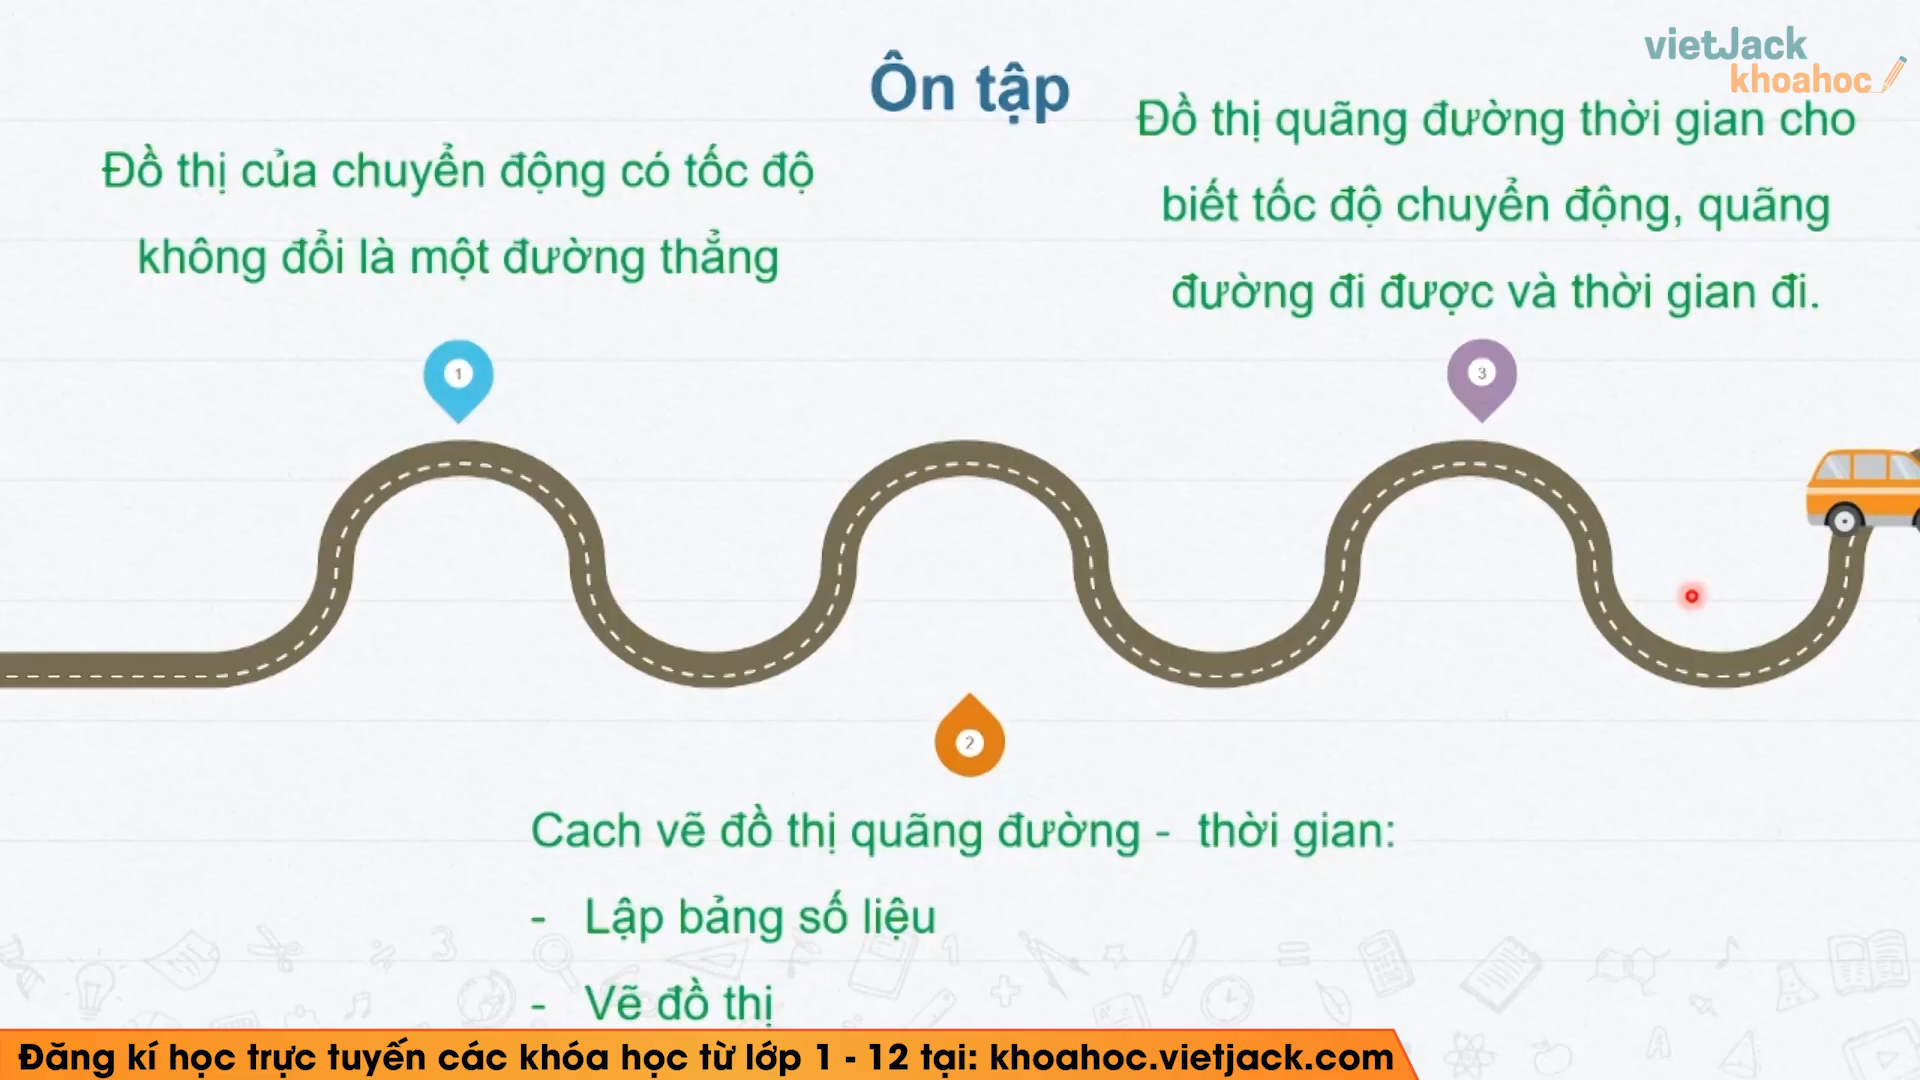 vietJack
khoahoc
Ôn tập
Đồ thị của chuyển động có tốc độ
không đổi là một đường thẳng
Đồ thị quãng đường thời gian cho
biết tốc độ chuyển động, quãng
đường đi được và thời gian đi.
1
3
2
Cach vẽ đồ thị quãng đường - thời gian:
- Lập bảng số liệu
- Vẽ đồ thị
Đăng kí học trực tuyến các khóa học từ lớp 1 - 12 tại: khoahoc.vietjack.com